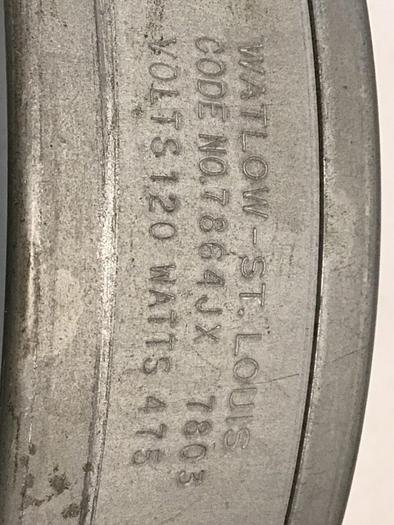 WATLOW-ST. LOUIS
CODE NO.7864JX 7803
VOLTS 120 WATTS 475